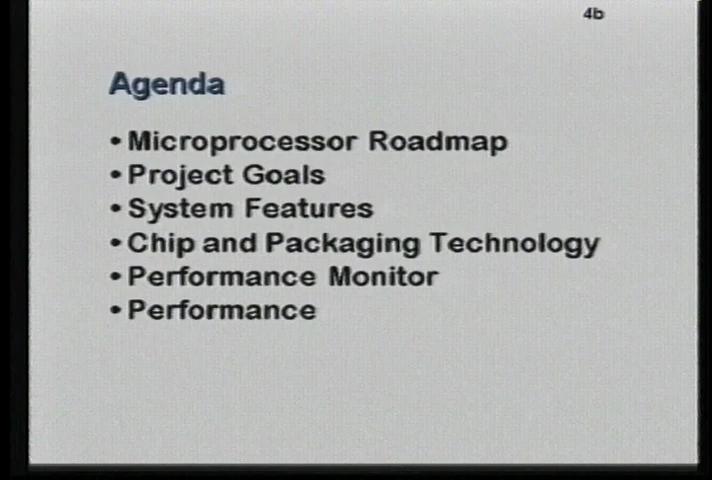 4b
Agenda
• Microprocessor Roadmap
• Project Goals
• System Features
• Chip and Packaging Technology
• Performance Monitor
• Performance